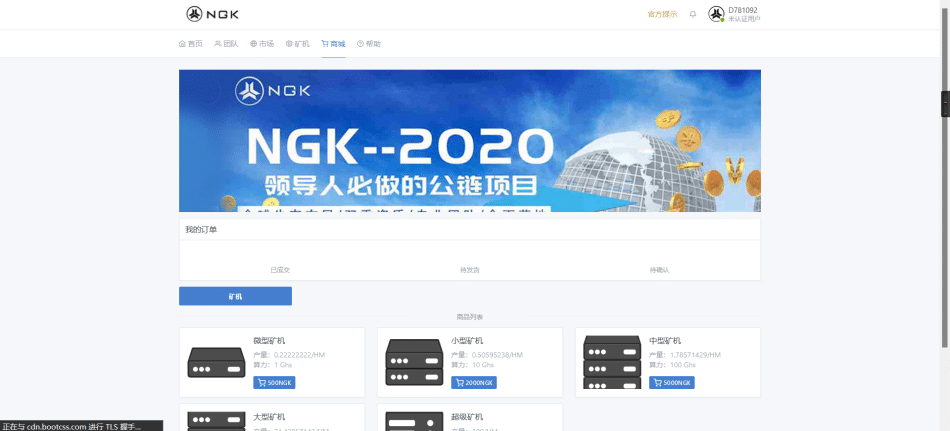 NGK
官方提示
D781092
未认证用户
首页 团队 市场 矿机 商城 帮助
NGK
NGK--2020
领导人必做的公链项目
我的订单
已成交 待发货 待确认
矿机
商品列表
微型矿机
产量: 0.22222222/HM
算力: 1 Ghs
500NGK
小型矿机
产量: 0.50595238/HM
算力: 10 Ghs
2000NGK
中型矿机
产量: 1.78571429/HM
算力: 100 Ghs
5000NGK
大型矿机
超级矿机
正在与 cdn.bootcss.com 进行 TLS 握手...